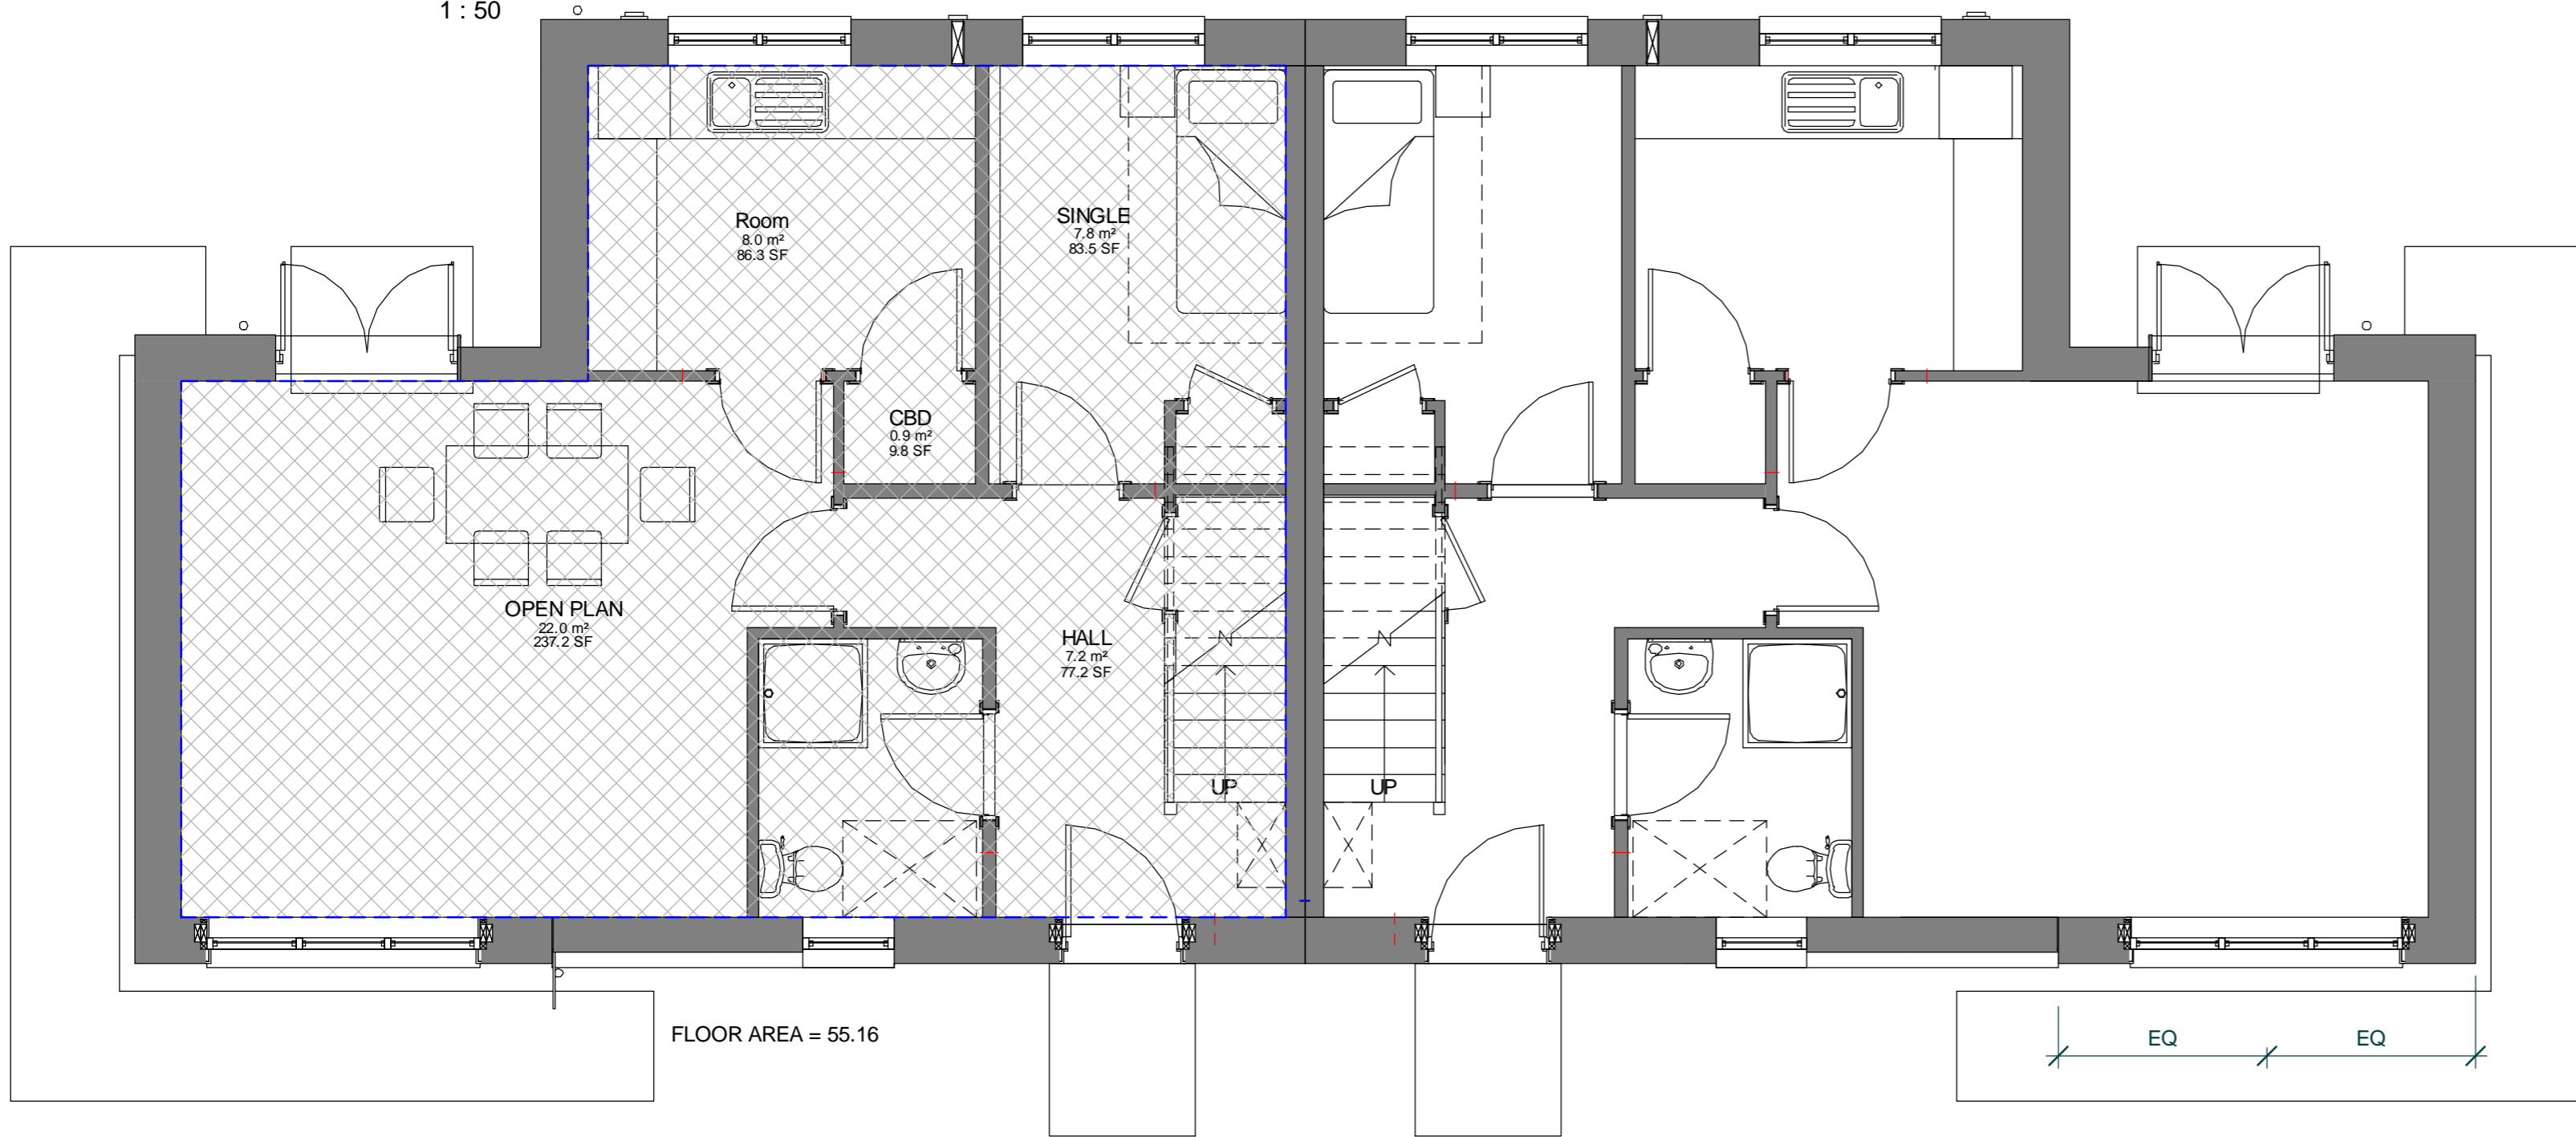 1 : 50
Room
8.0 m²
86.3 SF
SINGLE
7.8 m²
83.5 SF
CBD
0.9 m²
9.8 SF
OPEN PLAN
22.0 m²
237.2 SF
HALL
7.2 m²
77.2 SF
N
N
UP
UP
FLOOR AREA = 55.16
EQ
EQ